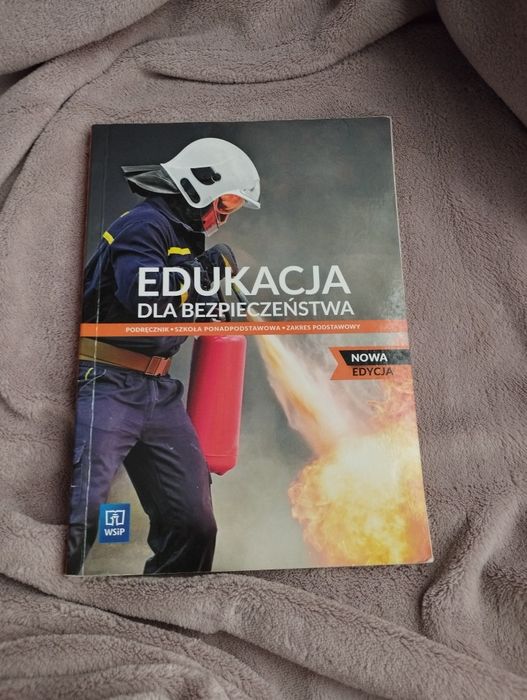 EDUKACJA
DLA BEZPIECZEŃSTWA
PODRĘCZNIK • SZKOŁA PONADPODSTAWOWA • ZAKRES PODSTAWOWY
NOWA
EDYCJA
WSiP